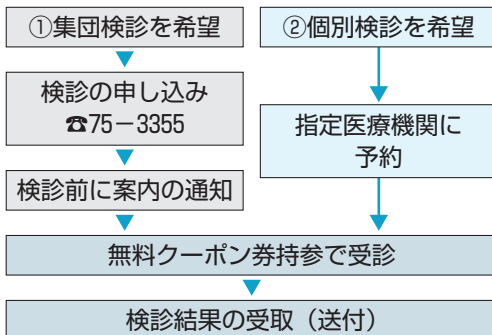 ①集団検診を希望
検診の申し込み
☎75－3355
検診前に案内の通知
②個別検診を希望
指定医療機関に
予約
無料クーポン券持参で受診
検診結果の受取（送付）